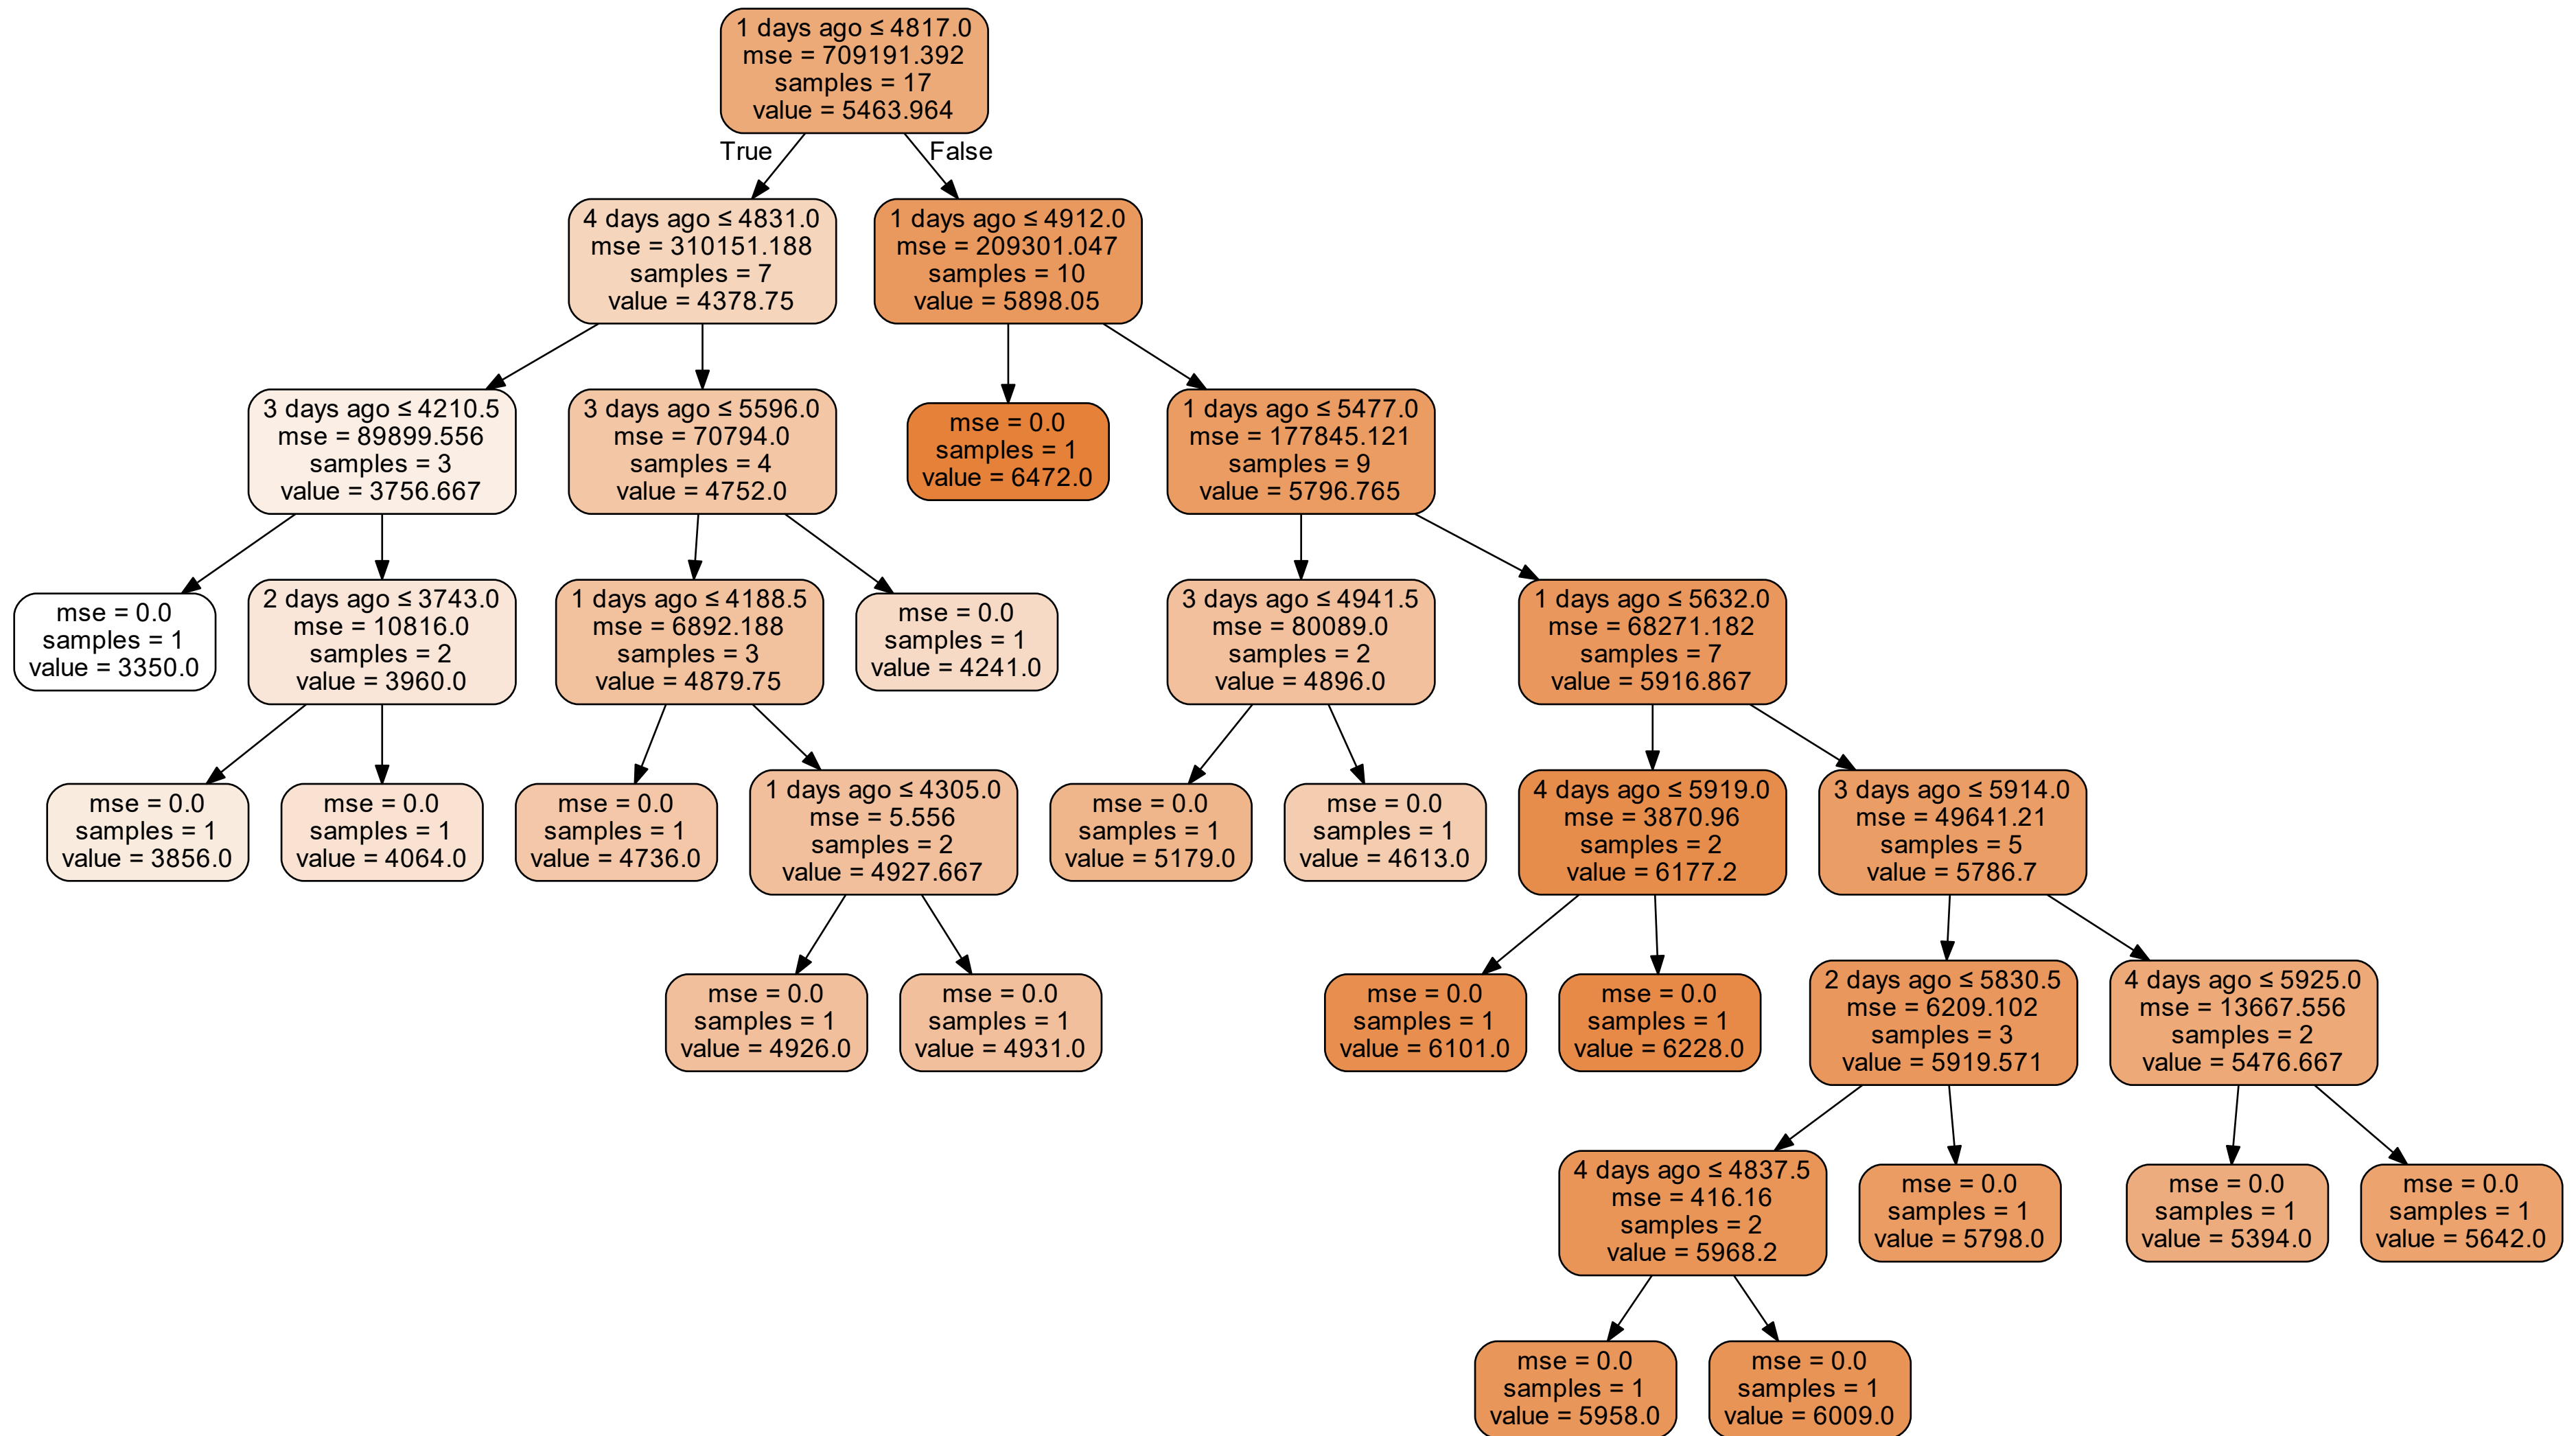 1 days ago ≤ 4817.0
mse = 709191.392
samples = 17
value = 5463.964
True
False
4 days ago ≤ 4831.0
mse = 310151.188
samples = 7
value = 4378.75
1 days ago ≤ 4912.0
mse = 209301.047
samples = 10
value = 5898.05
3 days ago ≤ 4210.5
mse = 89899.556
samples = 3
value = 3756.667
3 days ago ≤ 5596.0
mse = 70794.0
samples = 4
value = 4752.0
mse = 0.0
samples = 1
value = 6472.0
1 days ago ≤ 5477.0
mse = 177845.121
samples = 9
value = 5796.765
mse = 0.0
samples = 1
value = 3350.0
2 days ago ≤ 3743.0
mse = 10816.0
samples = 2
value = 3960.0
1 days ago ≤ 4188.5
mse = 6892.188
samples = 3
value = 4879.75
mse = 0.0
samples = 1
value = 4241.0
3 days ago ≤ 4941.5
mse = 80089.0
samples = 2
value = 4896.0
1 days ago ≤ 5632.0
mse = 68271.182
samples = 7
value = 5916.867
mse = 0.0
samples = 1
value = 3856.0
mse = 0.0
samples = 1
value = 4064.0
mse = 0.0
samples = 1
value = 4736.0
1 days ago ≤ 4305.0
mse = 5.556
samples = 2
value = 4927.667
mse = 0.0
samples = 1
value = 5179.0
mse = 0.0
samples = 1
value = 4613.0
4 days ago ≤ 5919.0
mse = 3870.96
samples = 2
value = 6177.2
3 days ago ≤ 5914.0
mse = 49641.21
samples = 5
value = 5786.7
mse = 0.0
samples = 1
value = 4926.0
mse = 0.0
samples = 1
value = 4931.0
mse = 0.0
samples = 1
value = 6101.0
mse = 0.0
samples = 1
value = 6228.0
2 days ago ≤ 5830.5
mse = 6209.102
samples = 3
value = 5919.571
4 days ago ≤ 5925.0
mse = 13667.556
samples = 2
value = 5476.667
4 days ago ≤ 4837.5
mse = 416.16
samples = 2
value = 5968.2
mse = 0.0
samples = 1
value = 5798.0
mse = 0.0
samples = 1
value = 5394.0
mse = 0.0
samples = 1
value = 5642.0
mse = 0.0
samples = 1
value = 5958.0
mse = 0.0
samples = 1
value = 6009.0